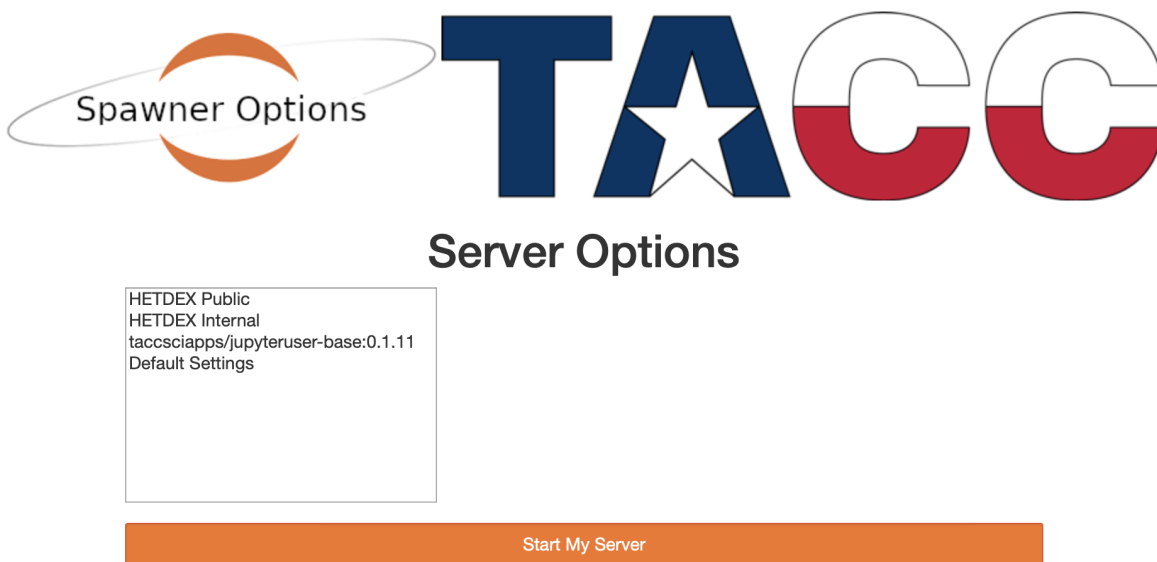 Spawner Options
TACC
Server Options
HETDEX Public
HETDEX Internal
taccsciapps/jupyteruser-base:0.1.11
Default Settings
Start My Server